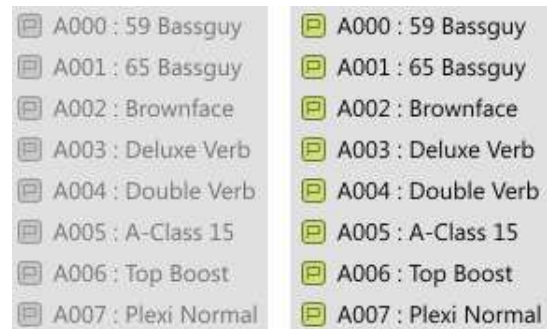 A000 : 59 Bassguy
A001 : 65 Bassguy
A002 : Brownface
A003 : Deluxe Verb
A004 : Double Verb
A005 : A-Class 15
A006 : Top Boost
A007 : Plexi Normal
A000 : 59 Bassguy
A001 : 65 Bassguy
A002 : Brownface
A003 : Deluxe Verb
A004 : Double Verb
A005 : A-Class 15
A006 : Top Boost
A007 : Plexi Normal